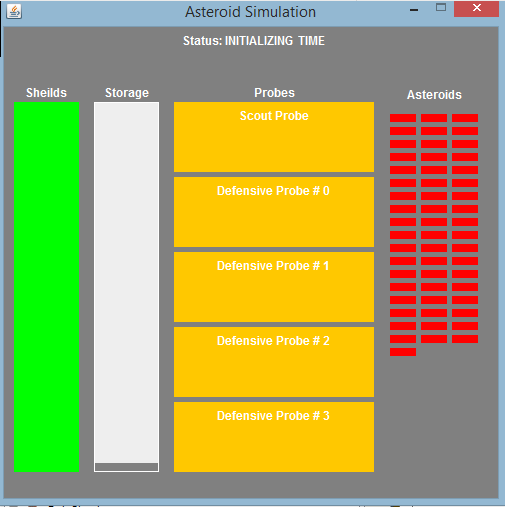 Asteroid Simulation
Status: INITIALIZING TIME
Sheilds
Storage
Probes
Asteroids
Scout Probe
Defensive Probe # 0
Defensive Probe # 1
Defensive Probe # 2
Defensive Probe # 3